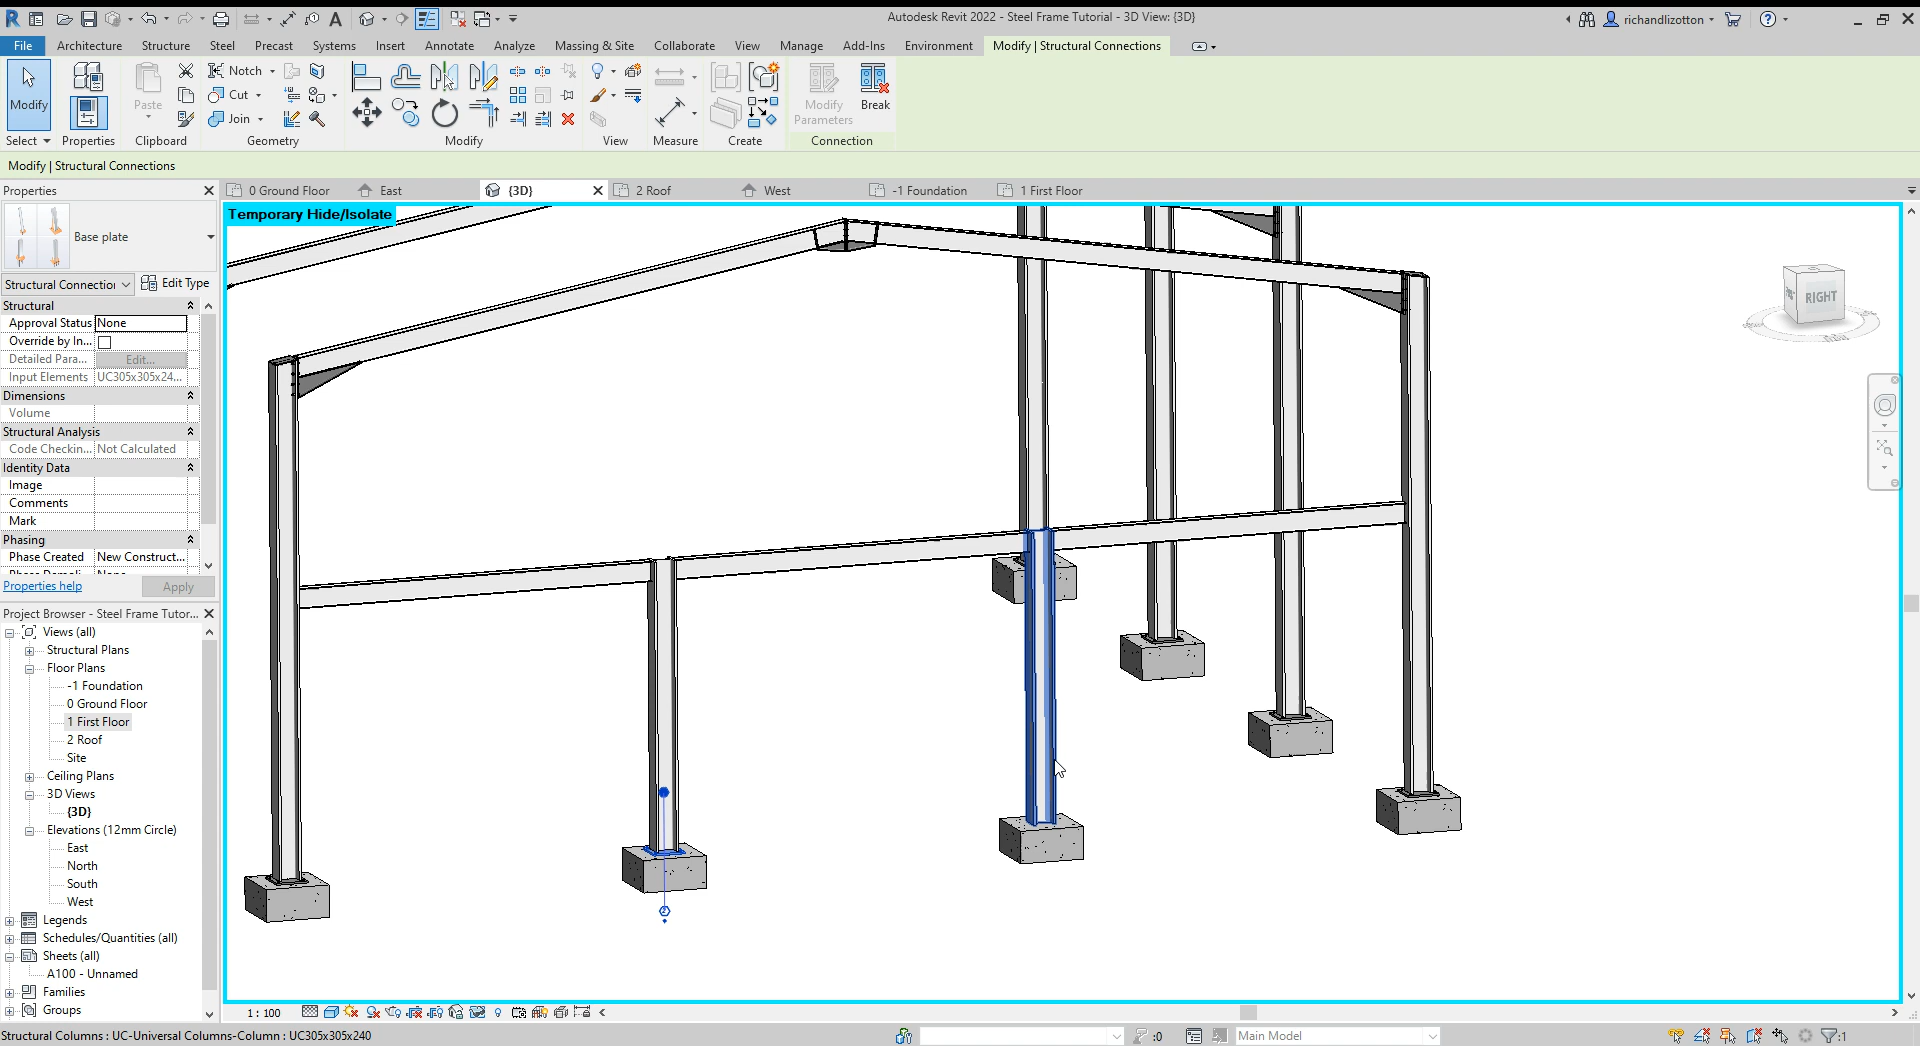 Autodesk Revit 2022 - Steel Frame Tutorial - 3D View: {3D}
richandlizotton
File Architecture Structure Steel Precast Systems Insert Annotate Analyze Massing & Site Collaborate View Manage Add-Ins Environment Modify | Structural Connections
Modify
Paste
Notch
Cut
Join
Modify
Parameters
Break
Select Properties Clipboard Geometry Modify View Measure Create Connection
Modify | Structural Connections
Properties
0 Ground Floor East {3D} 2 Roof West -1 Foundation 1 First Floor
Temporary Hide/Isolate
Base plate
Structural Connectio Edit Type
Structural
Approval Status None
Override by In...
Detailed Para... Edit...
Input Elements UC305x305x24...
Dimensions
Volume
Structural Analysis
Code Checkin... Not Calculated
Identity Data
Image
Comments
Mark
Phasing
Phase Created New Construct...
Properties help Apply
RIGHT
Project Browser - Steel Frame Tutor...
Views (all)
Structural Plans
Floor Plans
-1 Foundation
0 Ground Floor
1 First Floor
2 Roof
Site
Ceiling Plans
3D Views
{3D}
Elevations (12mm Circle)
East
North
South
West
Legends
Schedules/Quantities (all)
Sheets (all)
A100 - Unnamed
Families
Groups
1 : 100
Structural Columns : UC-Universal Columns-Column : UC305x305x240
:0
Main Model
:1